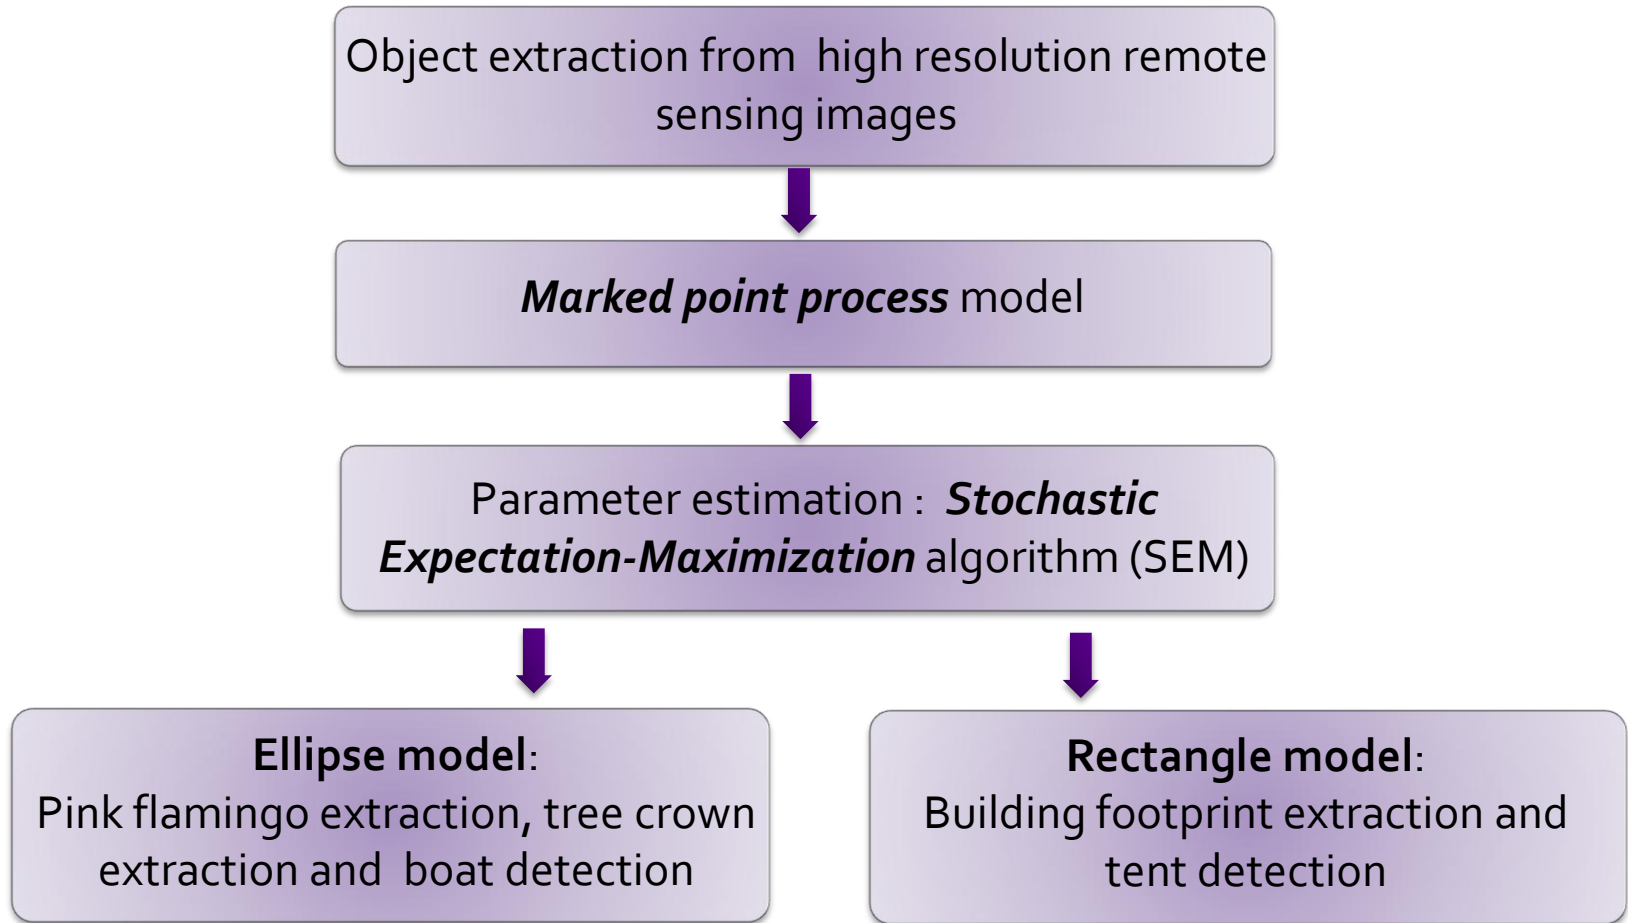 Object extraction from high resolution remote
sensing images
Marked point process model
Parameter estimation : Stochastic
Expectation-Maximization algorithm (SEM)
Ellipse model:
Pink flamingo extraction, tree crown
extraction and boat detection
Rectangle model:
Building footprint extraction and
tent detection